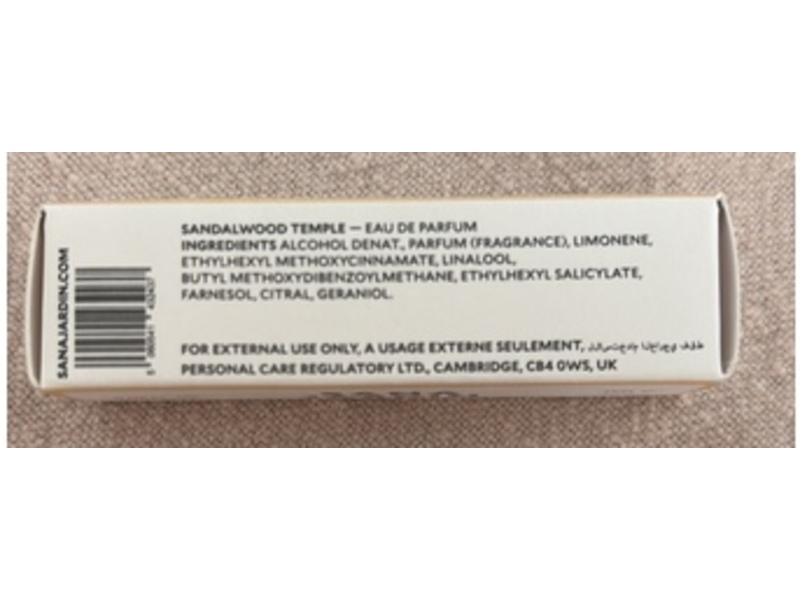 SANDALWOOD TEMPLE — EAU DE PARFUM
INGREDIENTS ALCOHOL DENAT., PARFUM (FRAGRANCE), LIMONENE,
ETHYLHEXYL METHOXYCINNAMATE, LINALOOL,
BUTYL METHOXYDIBENZOYLMETHANE, ETHYLHEXYL SALICYLATE,
FARNESOL, CITRAL, GERANIOL.
FOR EXTERNAL USE ONLY, A USAGE EXTERNE SEULEMENT,
PERSONAL CARE REGULATORY LTD., CAMBRIDGE, CB4 0WS, UK
SANAJARDIN.COM